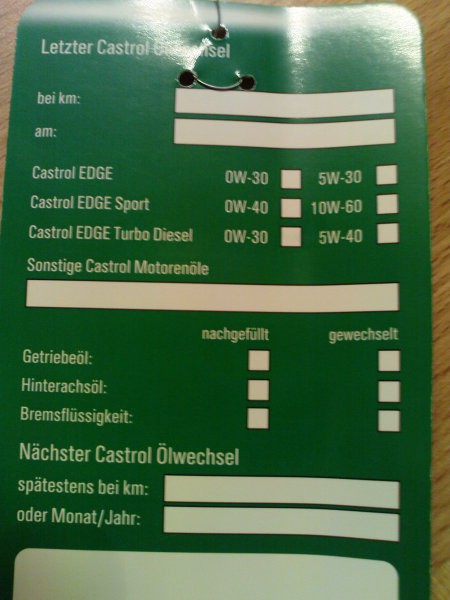 Letzter Castrol Ölwechsel
bei km:
am:
Castrol EDGE 0W-30 5W-30
Castrol EDGE Sport 0W-40 10W-60
Castrol EDGE Turbo Diesel 0W-30 5W-40
Sonstige Castrol Motorenöle
nachgefüllt gewechselt
Getriebeöl:
Hinterachsöl:
Bremsflüssigkeit:
Nächster Castrol Ölwechsel
spätestens bei km:
oder Monat/Jahr: